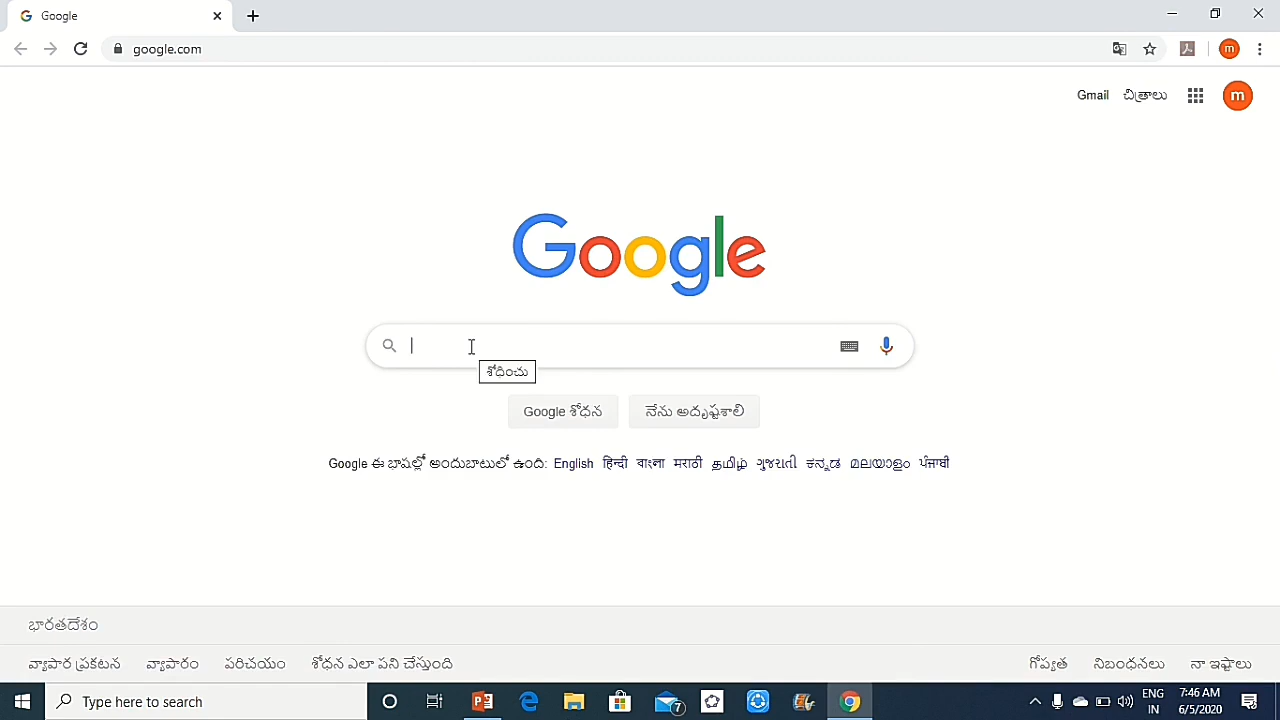 Google
google.com
m
Gmail చిత్రాలు
m
Google
శోధించు
Google శోధన నేను అదృష్టశాలి
Google ఈ భాషల్లో అందుబాటులో ఉంది: English हिन्दी বাংলা मराठी தமிழ் ગુજરાતી ಕನ್ನಡ മലയാളം ਪੰਜਾਬੀ
భారతదేశం
వ్యాపార ప్రకటన వ్యాపారం పరిచయం శోధన ఎలా పని చేస్తుంది గోప్యత నిబంధనలు నా ఇష్టాలు
Type here to search
7
ENG
IN
7:46 AM
6/5/2020